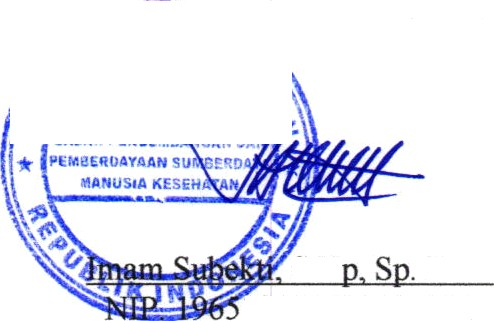 PEMBERDAYAAN SUMBERDA
MANUSIA KESEHATAN
REPUBLIK INDONESIA
Imam Subekti, p, Sp.
NIP. 1965